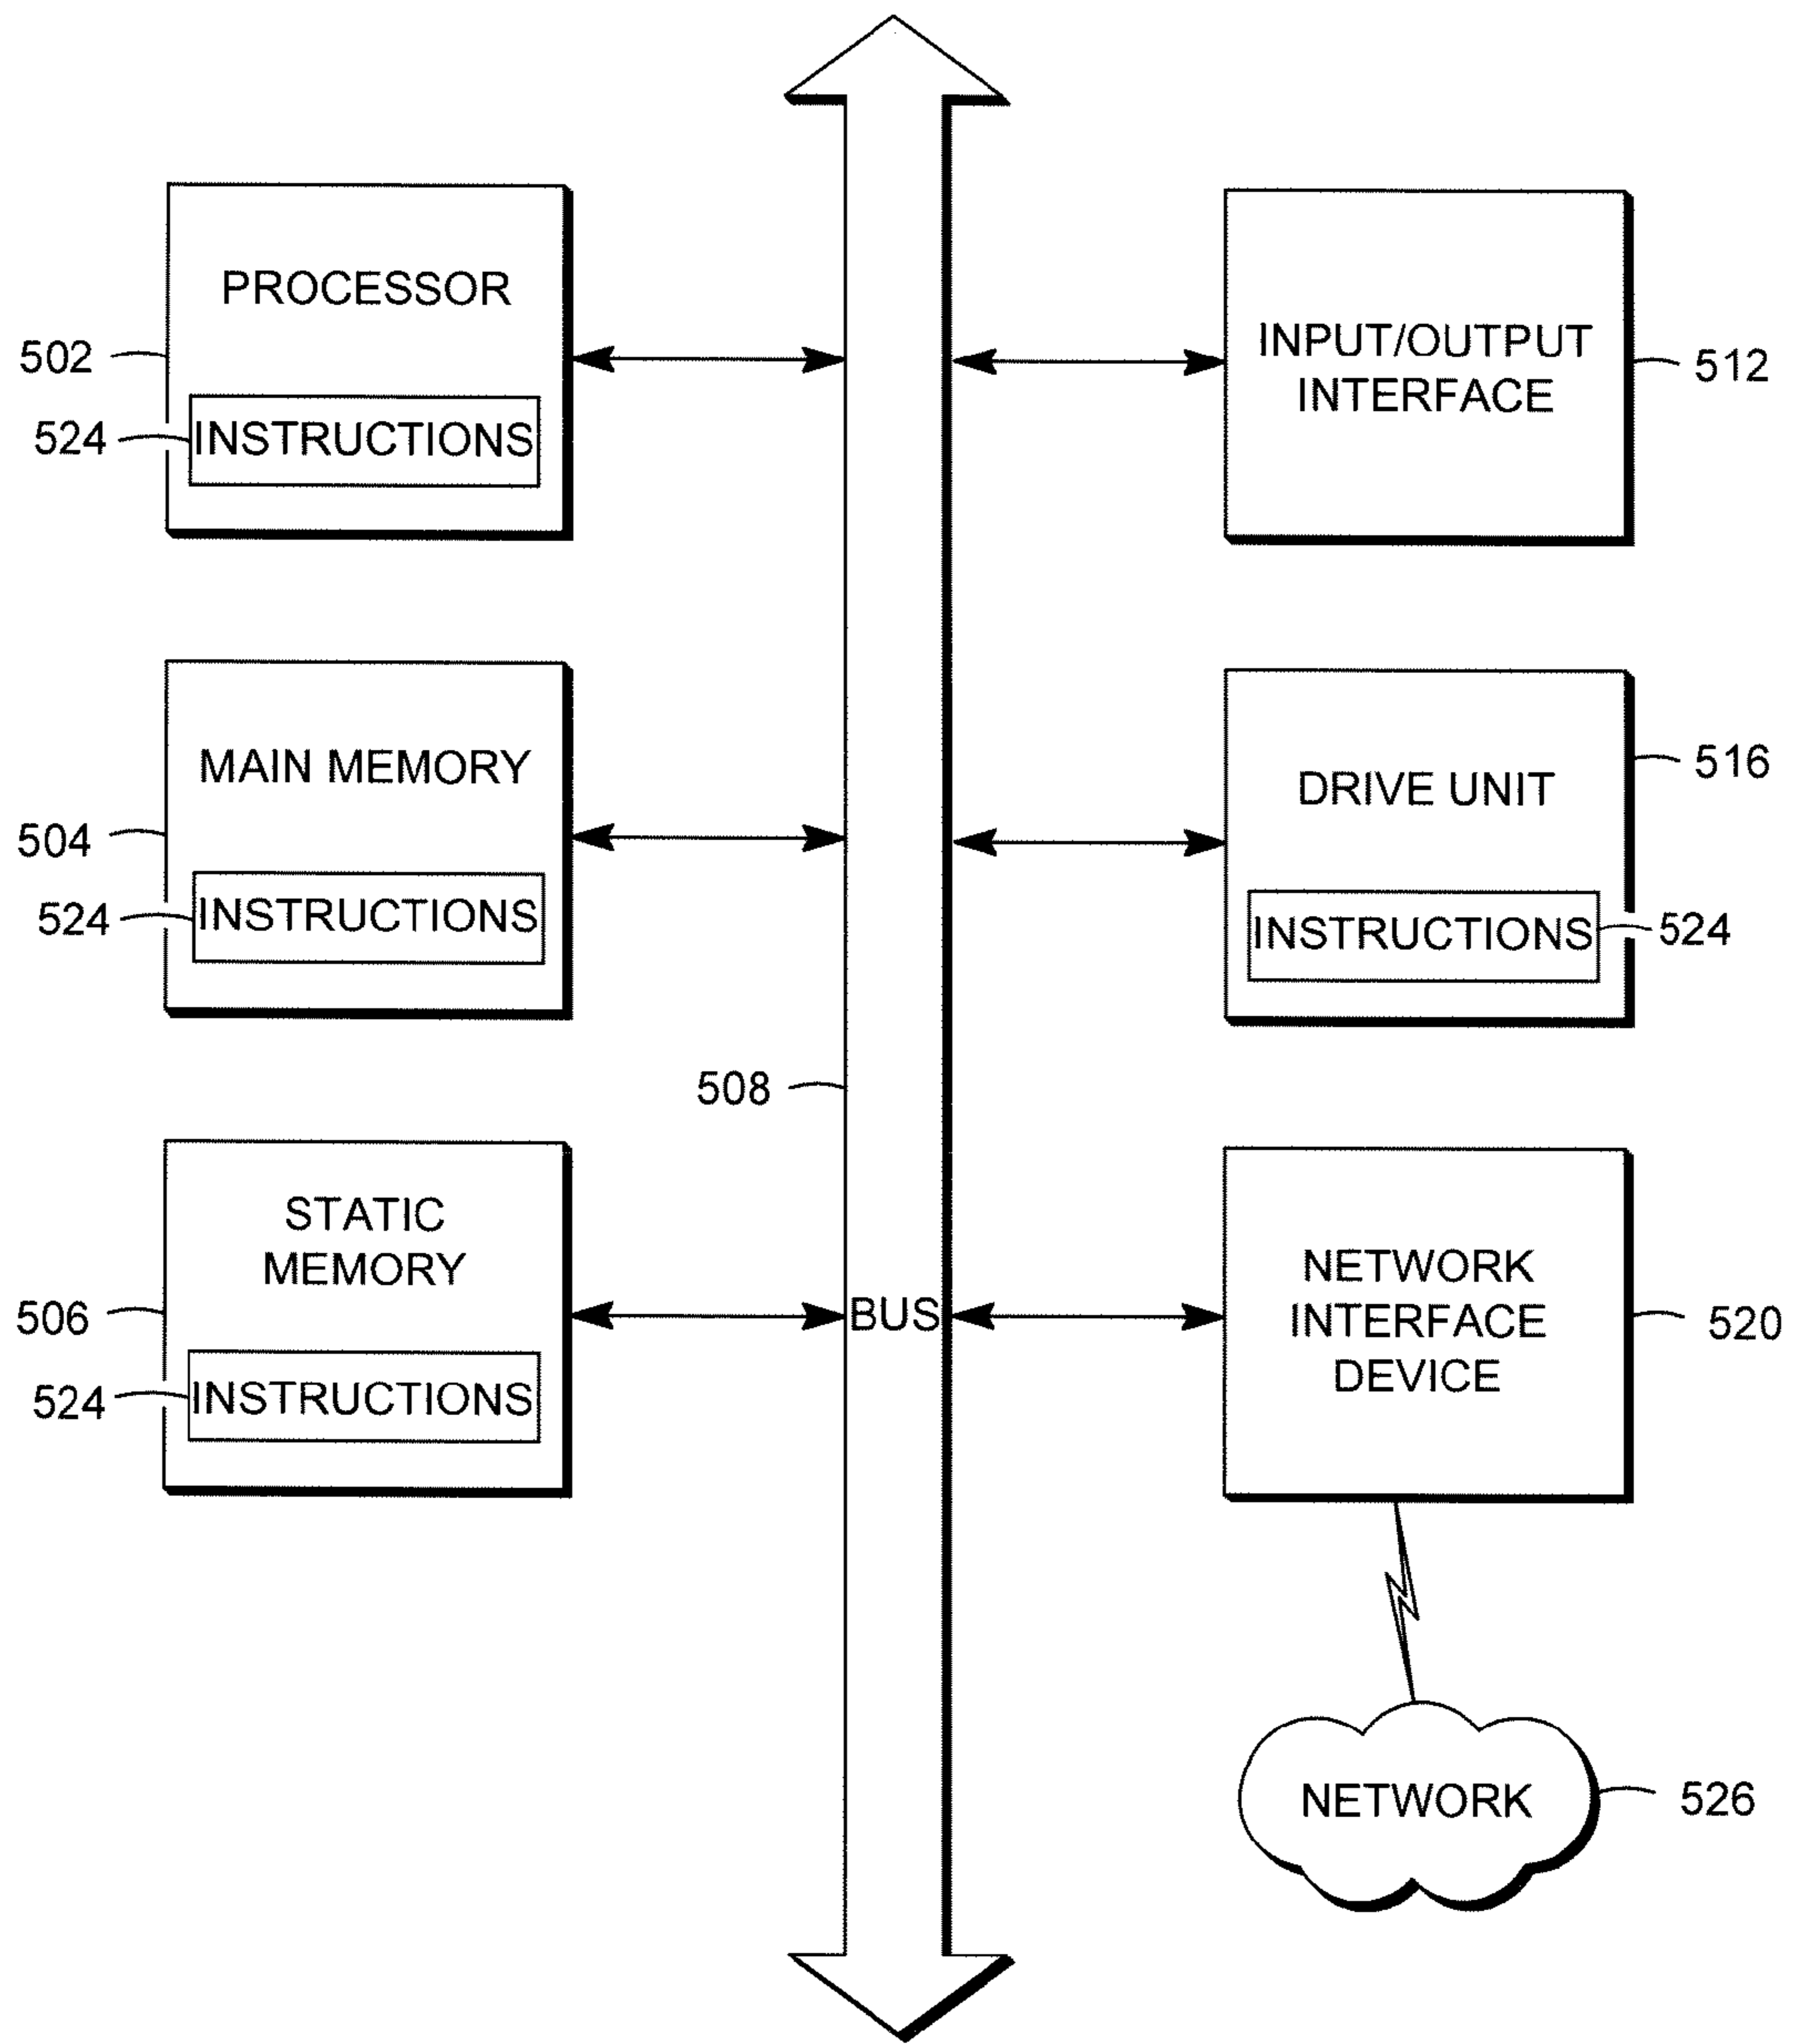 PROCESSOR
502
524
INSTRUCTIONS
MAIN MEMORY
504
524
INSTRUCTIONS
STATIC
MEMORY
506
524
INSTRUCTIONS
508
BUS
INPUT/OUTPUT
INTERFACE
512
DRIVE UNIT
516
INSTRUCTIONS
524
NETWORK
INTERFACE
DEVICE
520
NETWORK
526